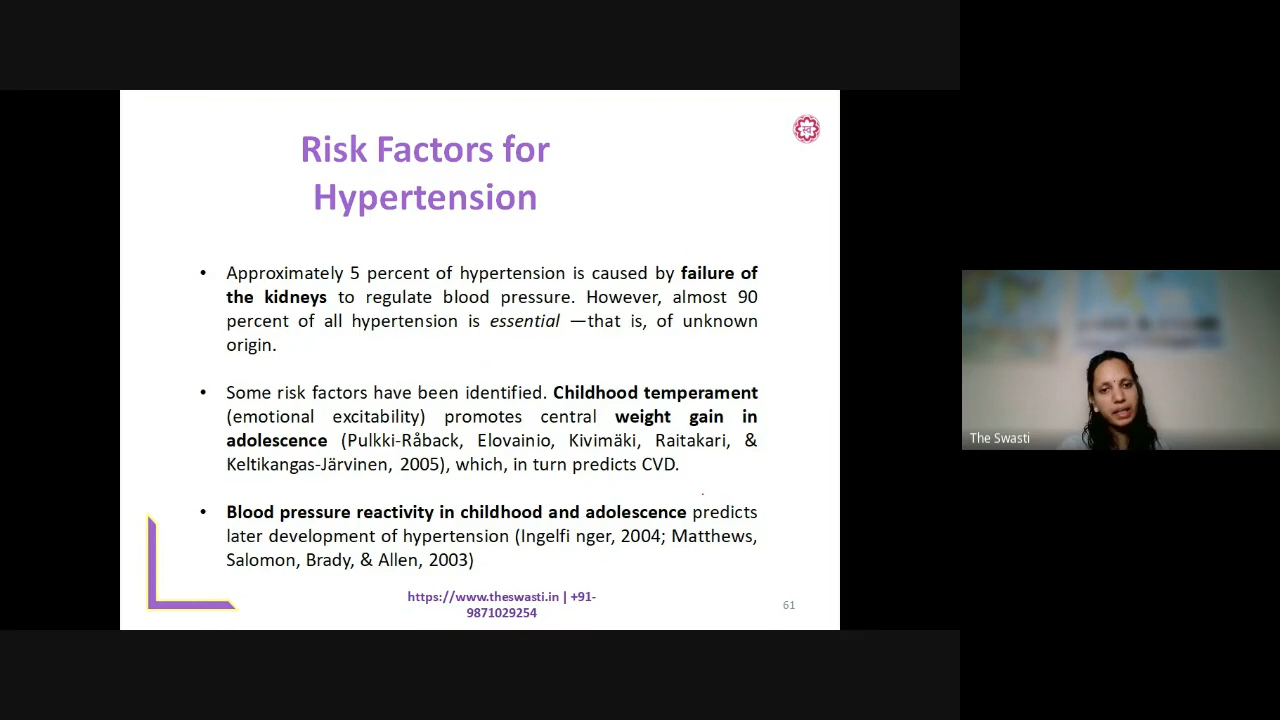 Risk Factors for
Hypertension
स्व
• Approximately 5 percent of hypertension is caused by failure of
the kidneys to regulate blood pressure. However, almost 90
percent of all hypertension is essential —that is, of unknown
origin.
• Some risk factors have been identified. Childhood temperament
(emotional excitability) promotes central weight gain in
adolescence (Pulkki-Råback, Elovainio, Kivimäki, Raitakari, &
Keltikangas-Järvinen, 2005), which, in turn predicts CVD.
• Blood pressure reactivity in childhood and adolescence predicts
later development of hypertension (Ingelfi nger, 2004; Matthews,
Salomon, Brady, & Allen, 2003)
https://www.theswasti.in | +91-
9871029254
61
The Swasti